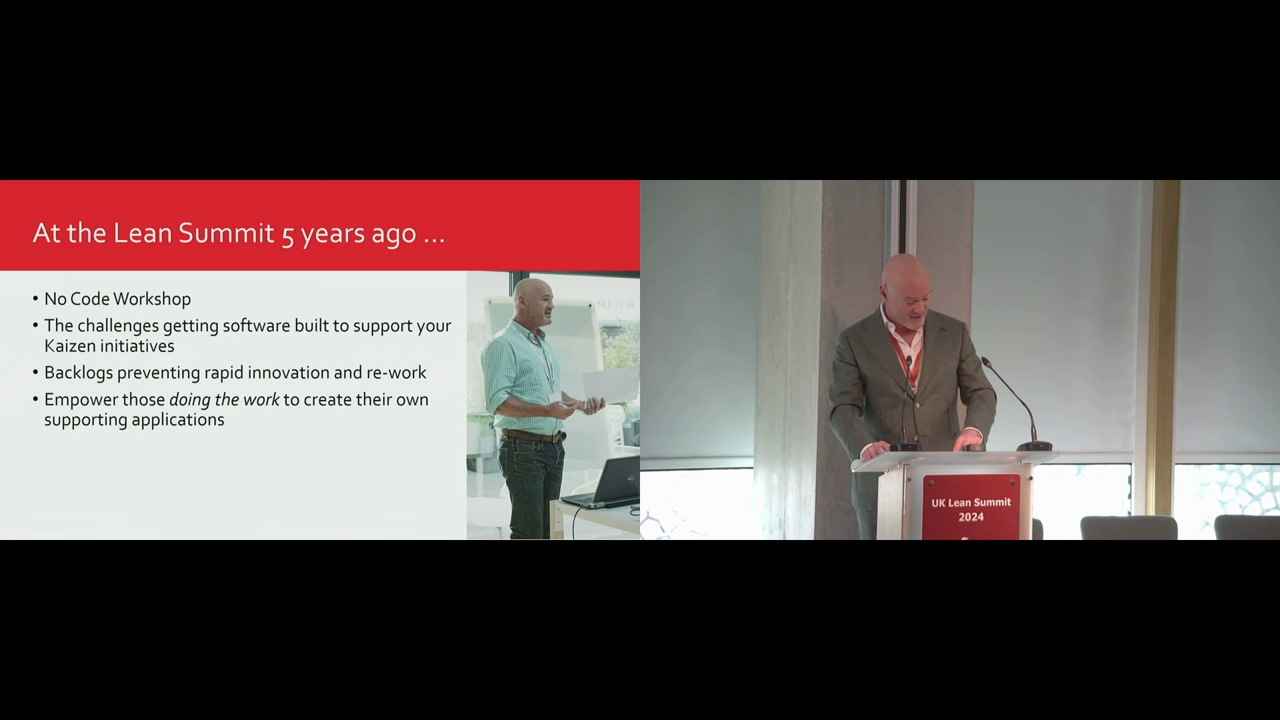 At the Lean Summit 5 years ago ...
• No Code Workshop
• The challenges getting software built to support your
Kaizen initiatives
• Backlogs preventing rapid innovation and re-work
• Empower those doing the work to create their own
supporting applications
UK Lean Summit
2024